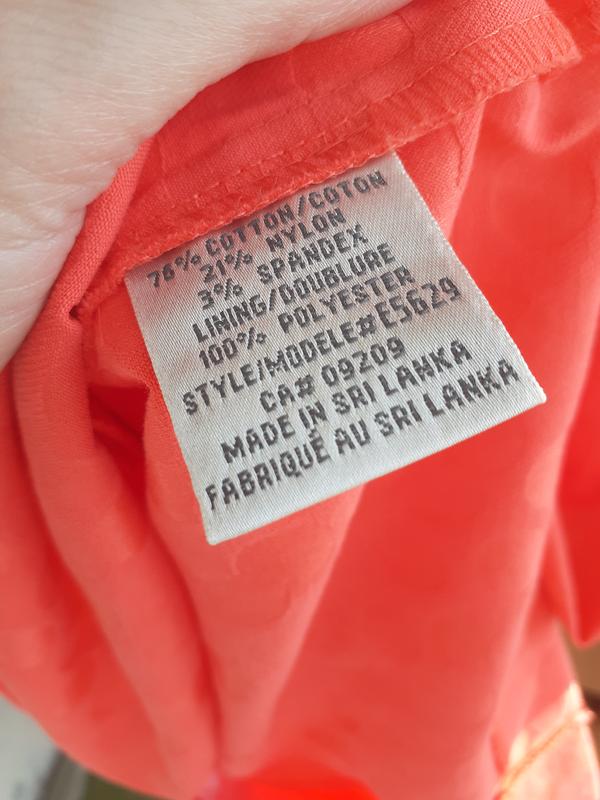 76% COTTON/COTON
21% NYLON
3% SPANDEX
LINING/DOUBLURE
100% POLYESTER
STYLE/MODELE#E5629
CA# 09209
MADE IN SRI LANKA
FABRIQUÉ AU SRI LANKA